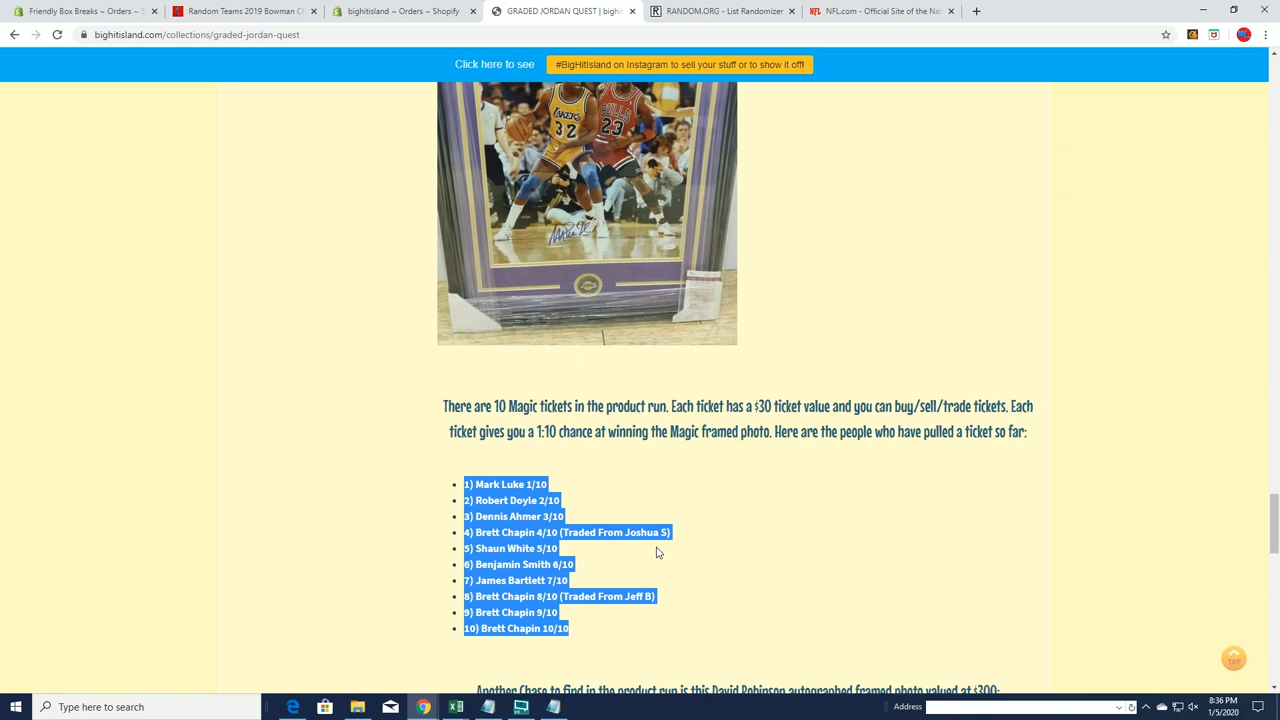 Friendly Box Breaks ~ Orders ~ S
Random Teams 2019 Bowman C
bighitisland ~ Orders ~ Shopify
GRADED JORDAN QUEST | bigh
RANDOM.ORG - List Randomizer
NFL.com - Official Site of the Na
bighitisland.com/collections/graded-jordan-quest
Click here to see
#BigHitIsland on Instagram to sell your stuff or to show it off!
LAKERS
32
BULLS
23
There are 10 Magic tickets in the product run. Each ticket has a $30 ticket value and you can buy/sell/trade tickets. Each
ticket gives you a 1:10 chance at winning the Magic framed photo. Here are the people who have pulled a ticket so far:
1) Mark Luke 1/10
2) Robert Doyle 2/10
3) Dennis Ahmer 3/10
4) Brett Chapin 4/10 (Traded From Joshua S)
5) Shaun White 5/10
6) Benjamin Smith 6/10
7) James Bartlett 7/10
8) Brett Chapin 8/10 (Traded From Jeff B)
9) Brett Chapin 9/10
10) Brett Chapin 10/10
TOP
Another Chase to find in the product run is this David Robinson autographed framed photo valued at $300:
Type here to search
Address
8:36 PM
1/5/2020